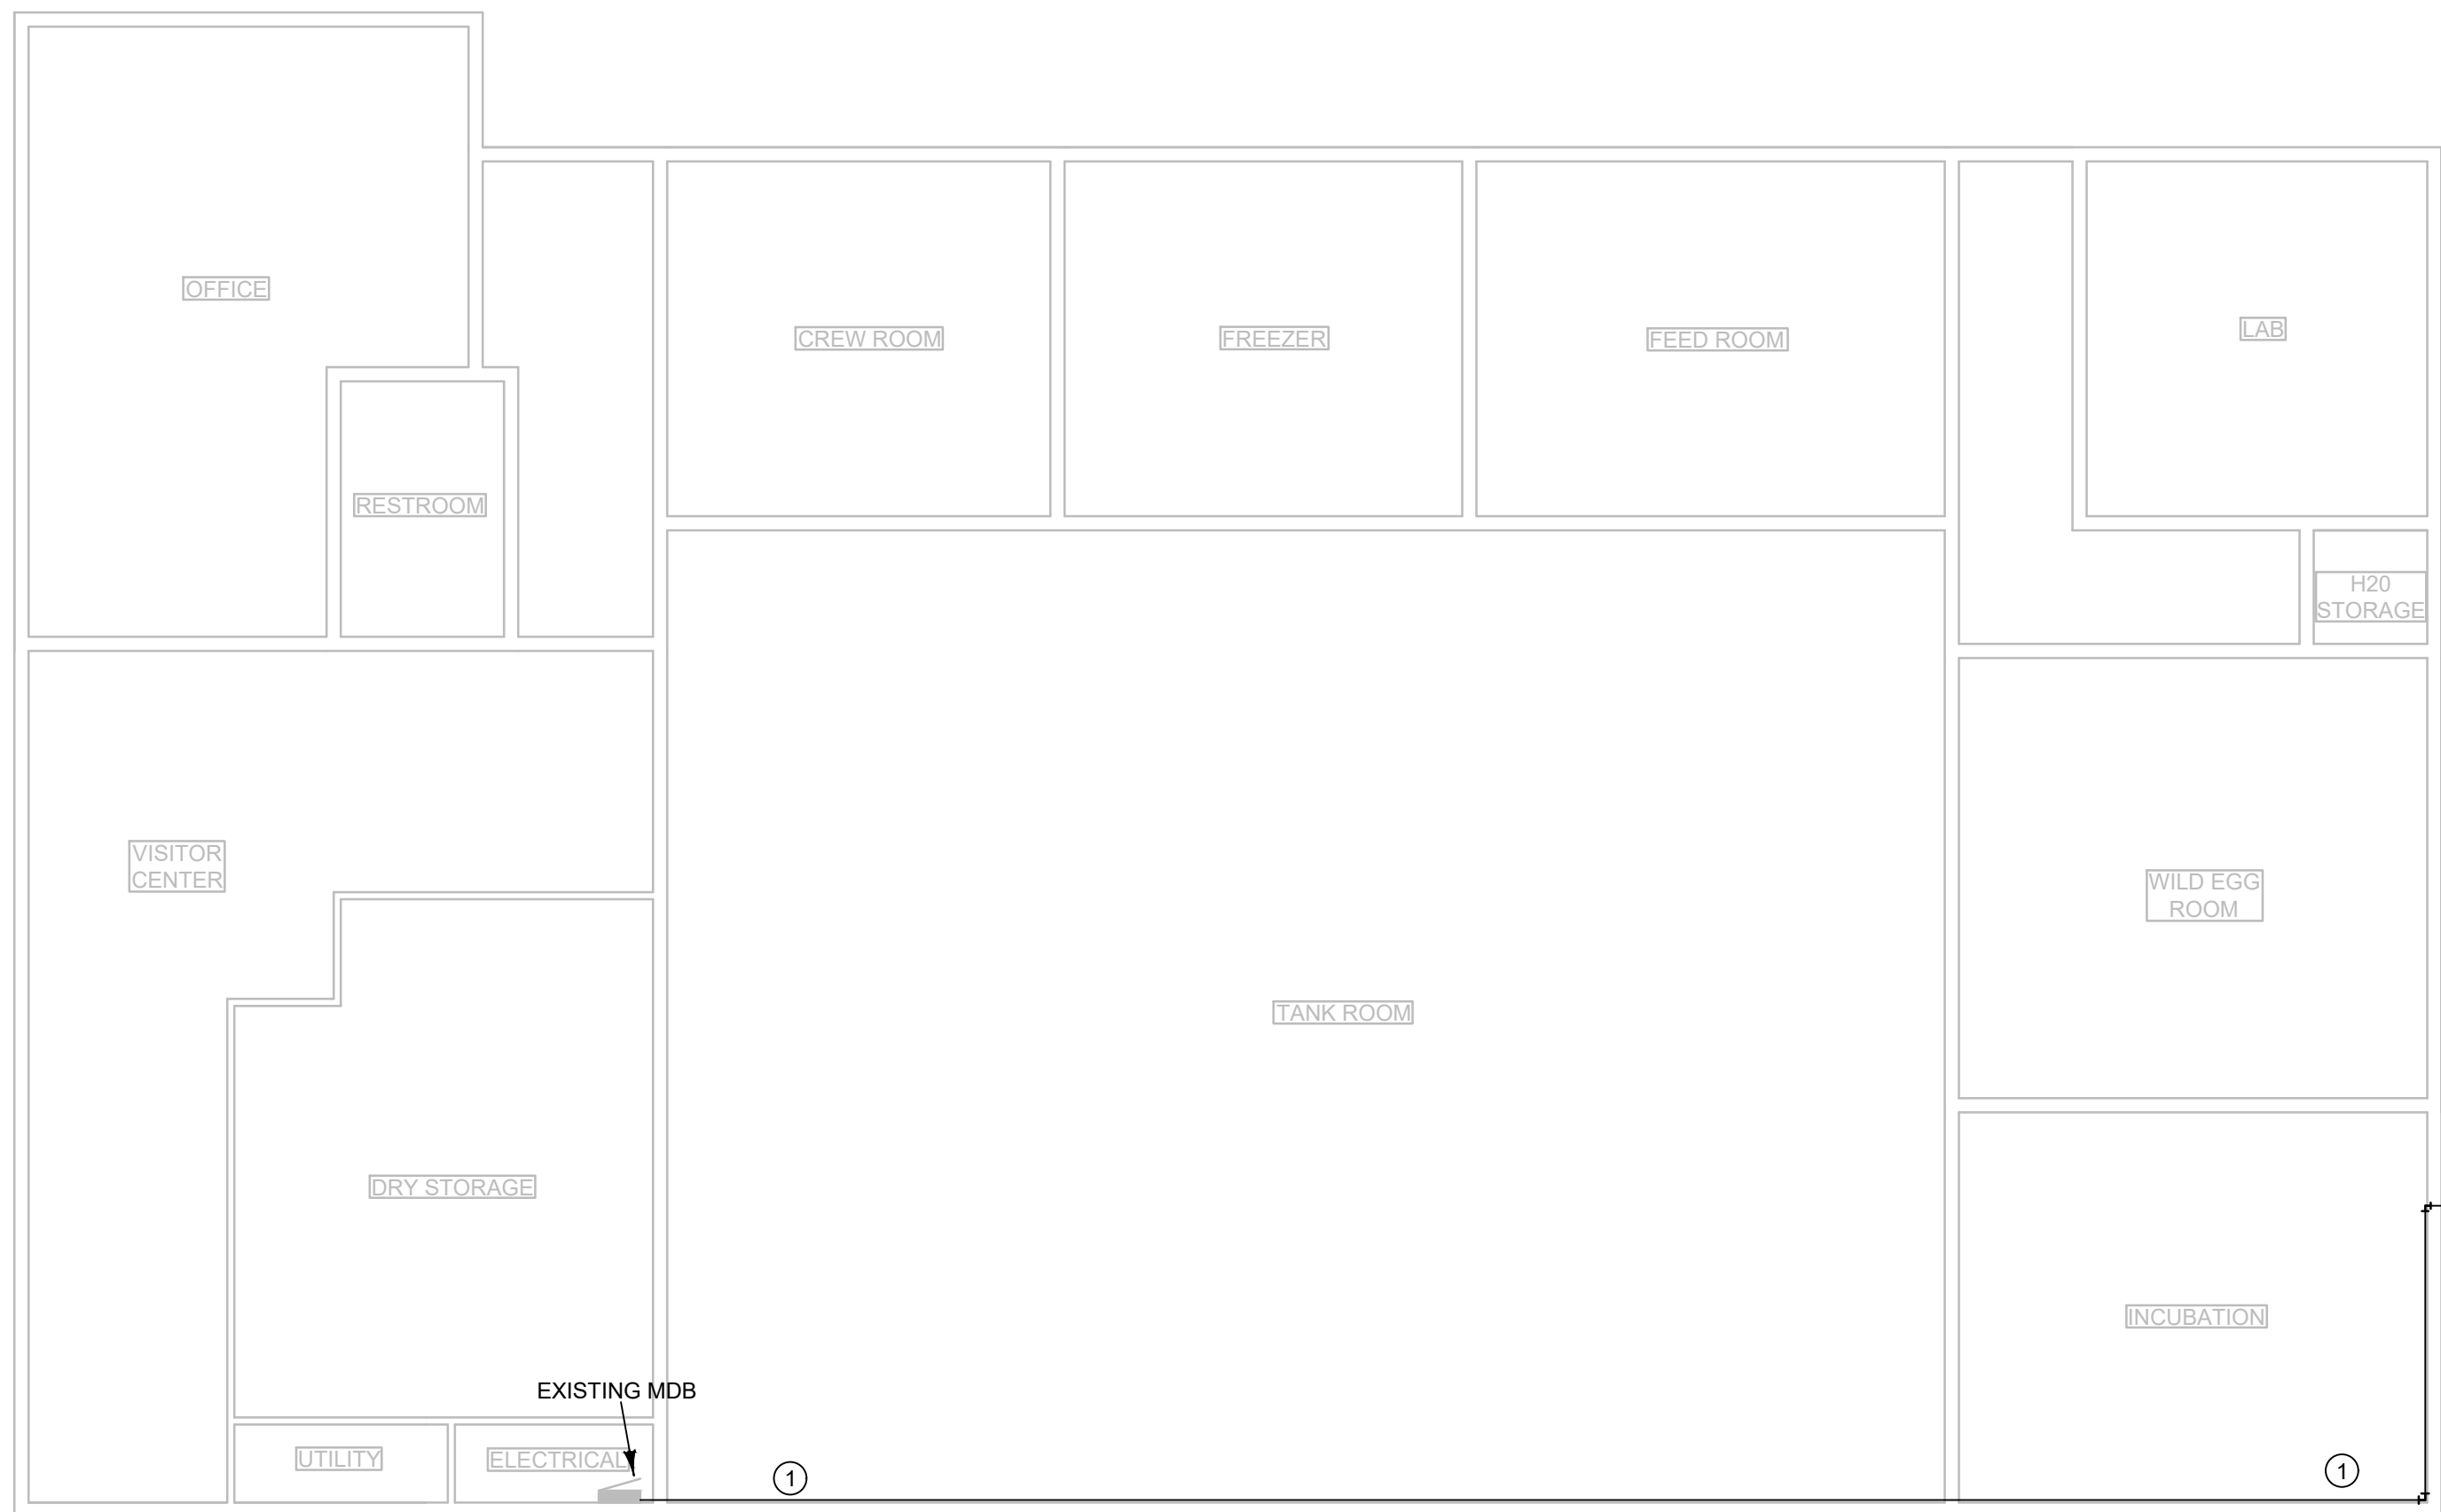 OFFICE
CREW ROOM
FREEZER
FEED ROOM
LAB
RESTROOM
H20
STORAGE
VISITOR
CENTER
WILD EGG
ROOM
TANK ROOM
DRY STORAGE
INCUBATION
EXISTING MDB
UTILITY
ELECTRICAL
1
1